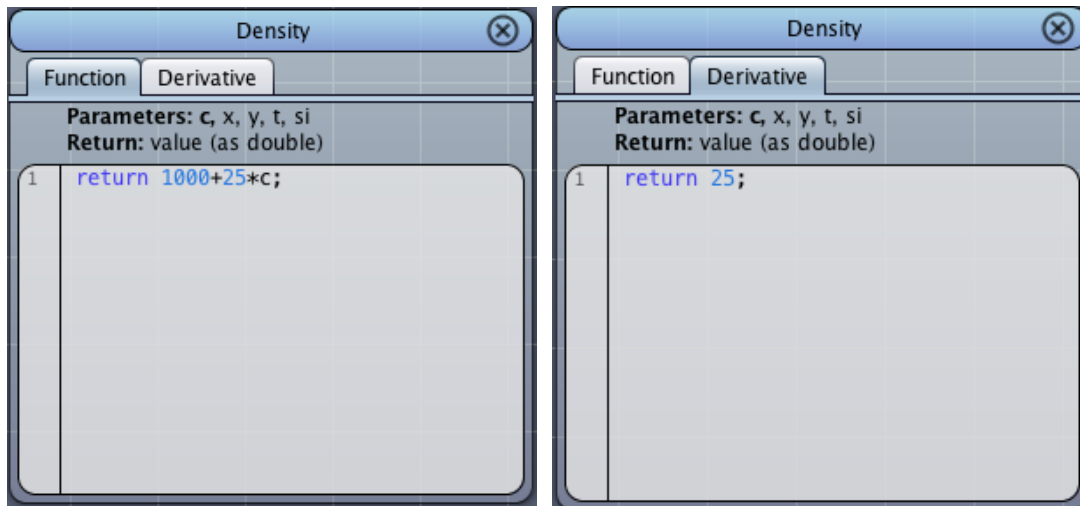 Density
Function Derivative
Parameters: c, x, y, t, si
Return: value (as double)
1 return 1000+25*c;
Density
Function Derivative
Parameters: c, x, y, t, si
Return: value (as double)
1 return 25;